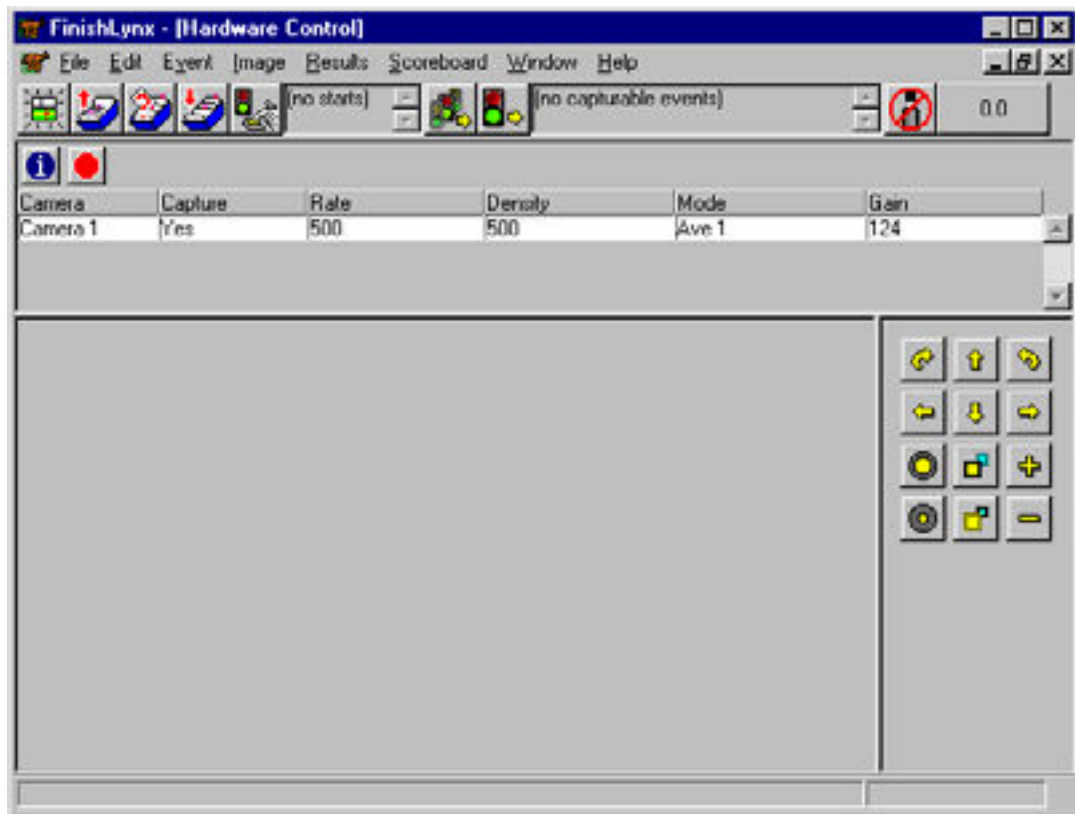 FinishLynx - [Hardware Control]
File Edit Event Image Results Scoreboard Window Help
(no starts) (no capturable events) 0.0
Camera Capture Rate Density Mode Gain
Camera 1 Yes 500 500 Ave 1 124